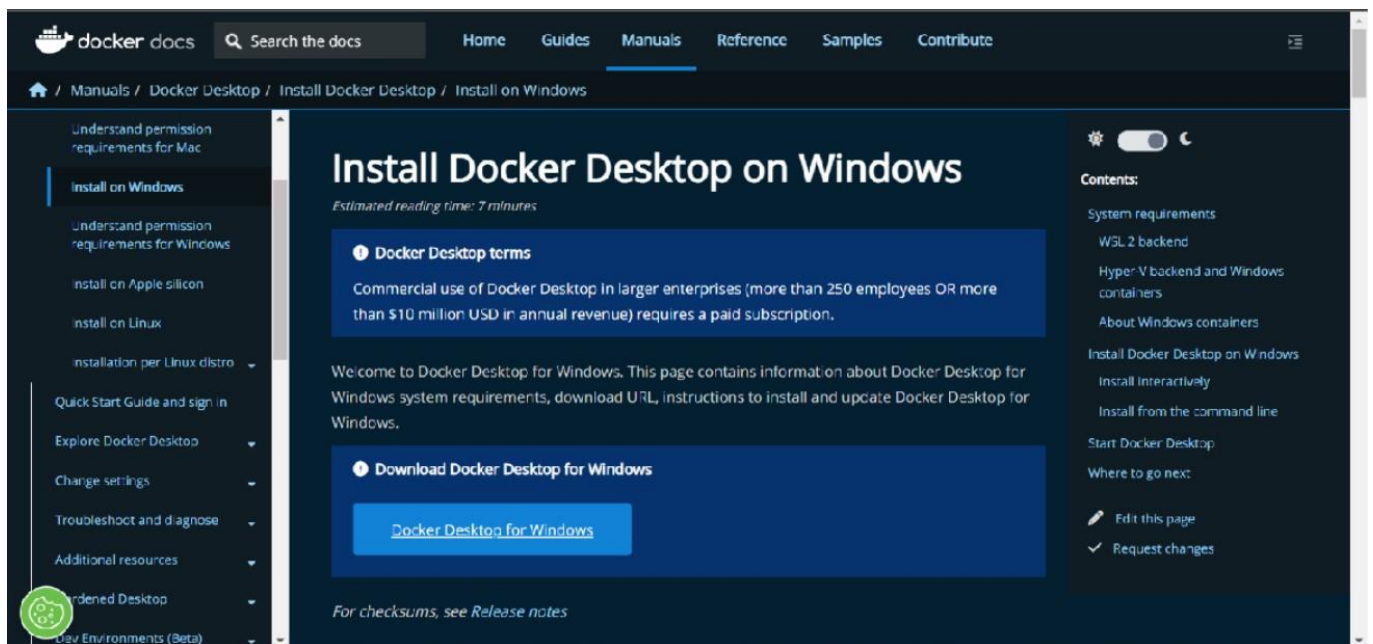 docker docs
Search the docs
Home
Guides
Manuals
Reference
Samples
Contribute
/ Manuals / Docker Desktop / Install Docker Desktop / Install on Windows
Understand permission
requirements for Mac
Install on Windows
Understand permission
requirements for Windows
Install on Apple silicon
Install on Linux
Installation per Linux distro
Quick Start Guide and sign in
Explore Docker Desktop
Change settings
Troubleshoot and diagnose
Additional resources
rdened Desktop
Dev Environments (Beta)
Install Docker Desktop on Windows
Estimated reading time: 7 minutes
Docker Desktop terms
Commercial use of Docker Desktop in larger enterprises (more than 250 employees OR more
than $10 million USD in annual revenue) requires a paid subscription.
Welcome to Docker Desktop for Windows. This page contains information about Docker Desktop for
Windows system requirements, download URL, instructions to install and update Docker Desktop for
Windows.
Download Docker Desktop for Windows
Docker Desktop for Windows
For checksums, see Release notes
Contents:
System requirements
WSL 2 backend
Hyper-V backend and Windows
containers
About Windows containers
Install Docker Desktop on Windows
Install interactively
Install from the command line
Start Docker Desktop
Where to go next
Edit this page
Request changes